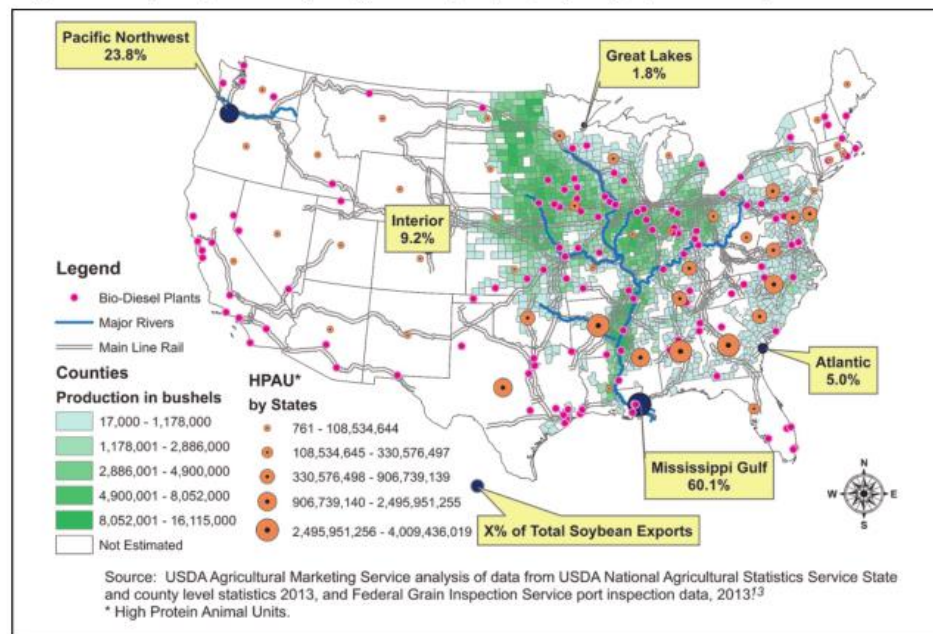 Pacific Northwest
23.8%
Great Lakes
1.8%
Interior
9.2%
Legend
Bio-Diesel Plants
Major Rivers
Main Line Rail
Counties
Production in bushels
17,000 - 1,178,000
1,178,001 - 2,886,000
2,886,001 - 4,900,000
4,900,001 - 8,052,000
8,052,001 - 16,115,000
Not Estimated
HPAU*
by States
761 - 108,534,644
108,534,645 - 330,576,497
330,576,498 - 906,739,139
906,739,140 - 2,495,951,255
2,495,951,256 - 4,009,436,019
Atlantic
5.0%
Mississippi Gulf
60.1%
X% of Total Soybean Exports
N
W E
S
Source: USDA Agricultural Marketing Service analysis of data from USDA National Agricultural Statistics Service State
and county level statistics 2013, and Federal Grain Inspection Service port inspection data, 2013!13
* High Protein Animal Units.